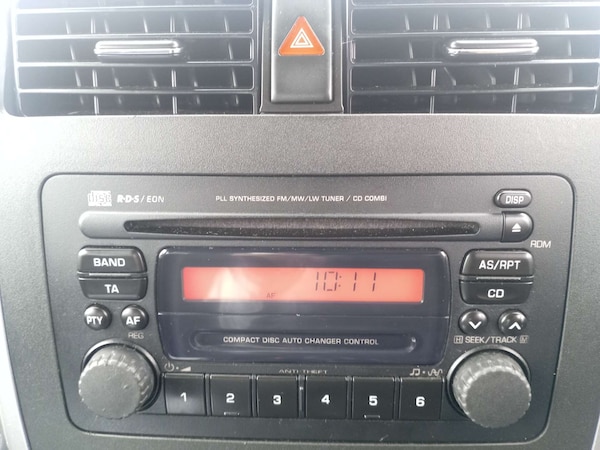 DISC R·D·S/EON PLL SYNTHESIZED FM/MW/LW TUNER / CD COMBI DISP
RDM
BAND AS/RPT
TA CD
10:11
AF
PTY AF
REG SEEK/TRACK
COMPACT DISC AUTO CHANGER CONTROL
ANTI-THEFT
1 2 3 4 5 6